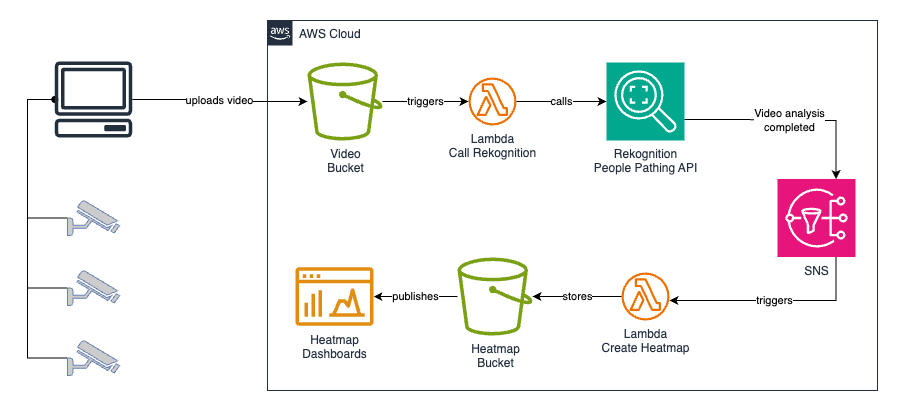 aws
AWS Cloud
uploads video
triggers
calls
Video analysis
completed
Video
Bucket
Lambda
Call Rekognition
Rekognition
People Pathing API
SNS
triggers
stores
publishes
Lambda
Create Heatmap
Heatmap
Bucket
Heatmap
Dashboards